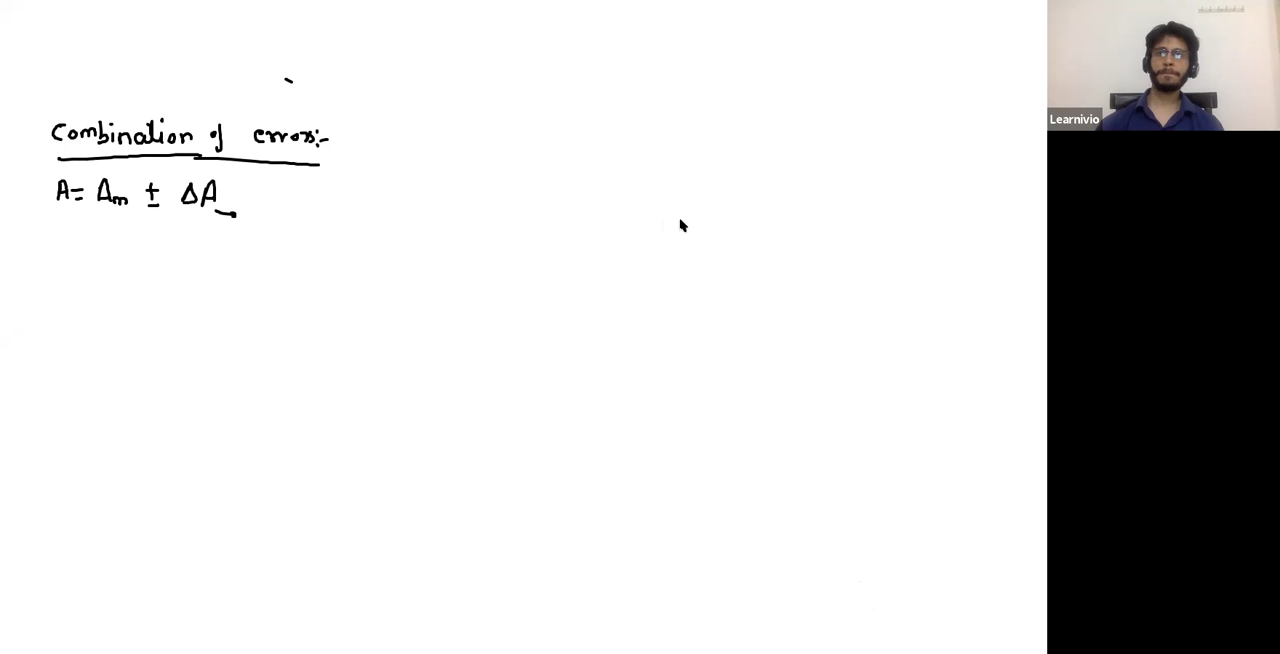 Combination of errors:-
A = Am ± ΔA
Learnivio